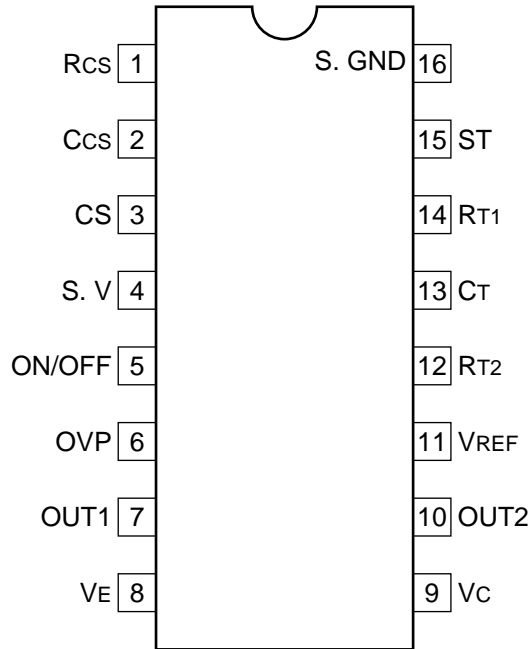 RCS 1 S. GND 16
CCS 2 15 ST
CS 3 14 RT1
S. V 4 13 CT
ON/OFF 5 12 RT2
OVP 6 11 VREF
OUT1 7 10 OUT2
VE 8 9 VC